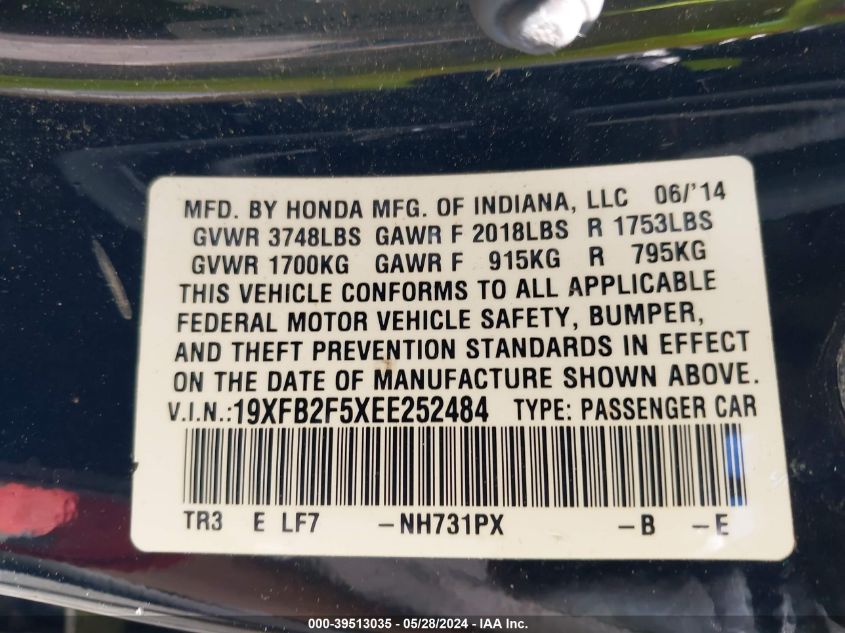 MFD. BY HONDA MFG. OF INDIANA, LLC 06/'14
GVWR 3748LBS GAWR F 2018LBS R 1753LBS
GVWR 1700KG GAWR F 915KG R 795KG
THIS VEHICLE CONFORMS TO ALL APPLICABLE
FEDERAL MOTOR VEHICLE SAFETY, BUMPER,
AND THEFT PREVENTION STANDARDS IN EFFECT
ON THE DATE OF MANUFACTURE SHOWN ABOVE.
V.I.N.:19XFB2F5XEE252484 TYPE: PASSENGER CAR
TR3 E LF7 -NH731PX -B -E
000-39513035 - 05/28/2024 - IAA Inc.